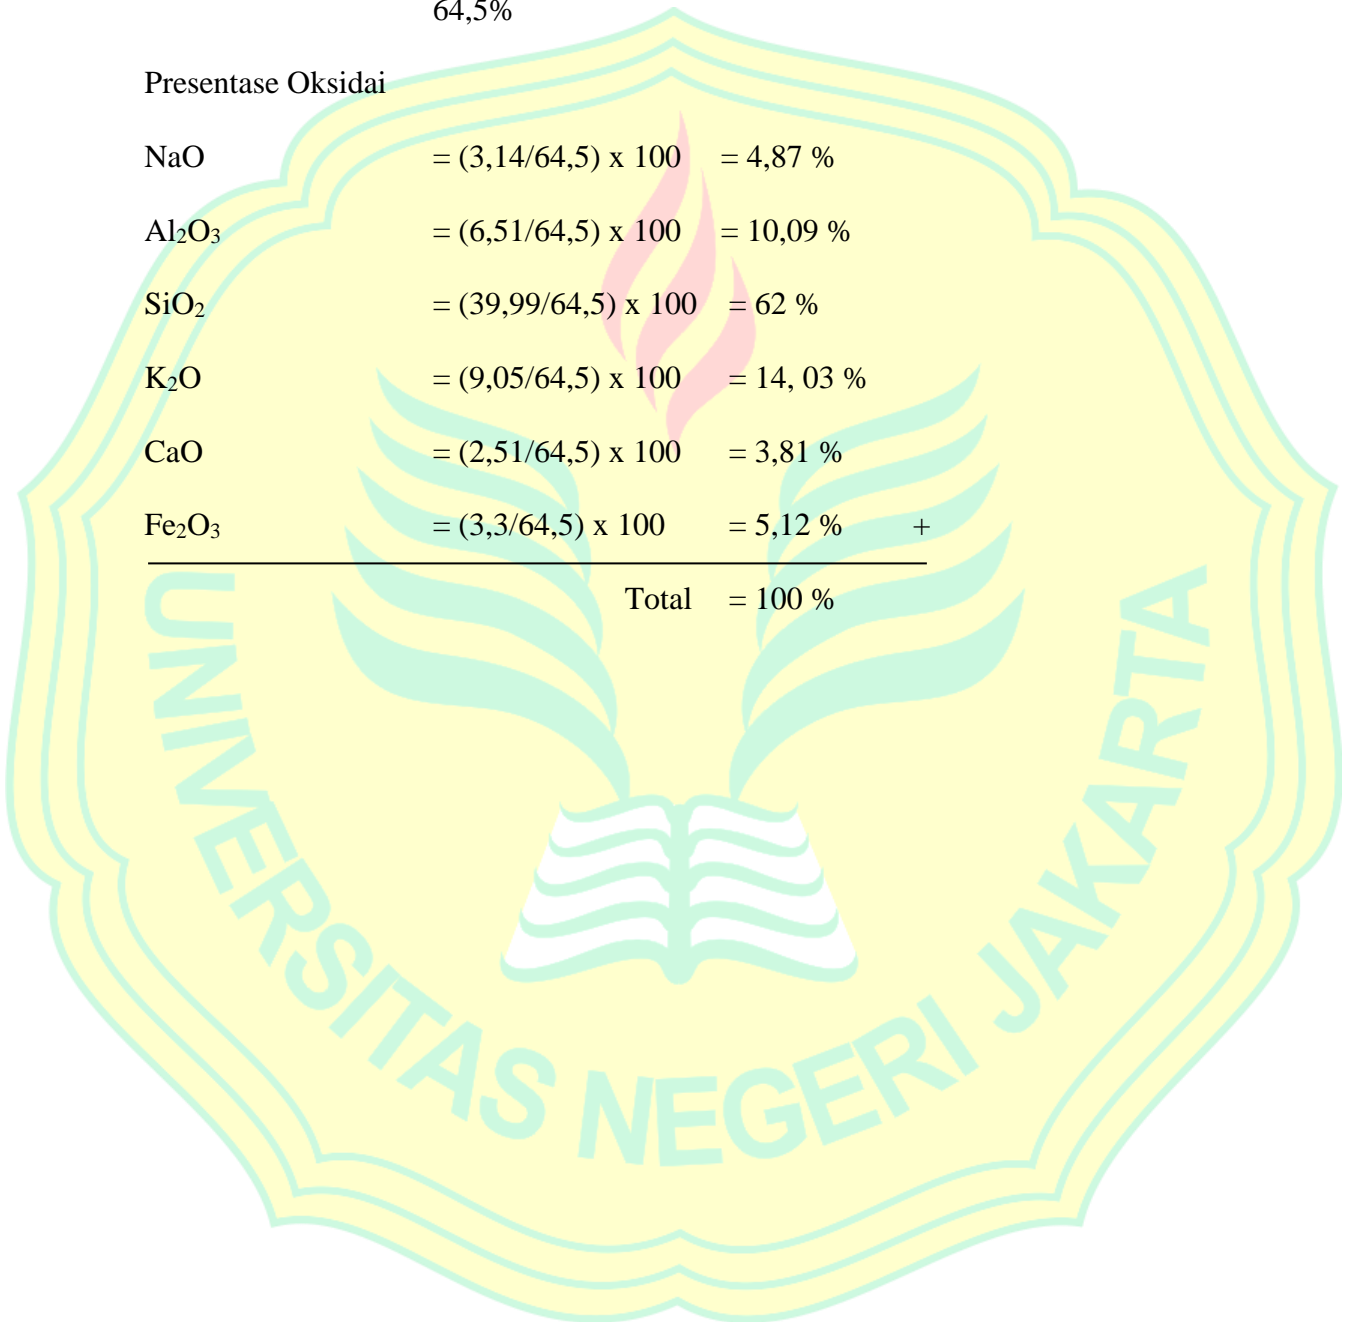 64,5%
Presentase Oksidai
NaO = (3,14/64,5) x 100 = 4,87 %
Al₂O₃ = (6,51/64,5) x 100 = 10,09 %
SiO₂ = (39,99/64,5) x 100 = 62 %
K₂O = (9,05/64,5) x 100 = 14, 03 %
CaO = (2,51/64,5) x 100 = 3,81 %
Fe₂O₃ = (3,3/64,5) x 100 = 5,12 % +
Total = 100 %
UNIVERSITAS NEGERI JAKARTA